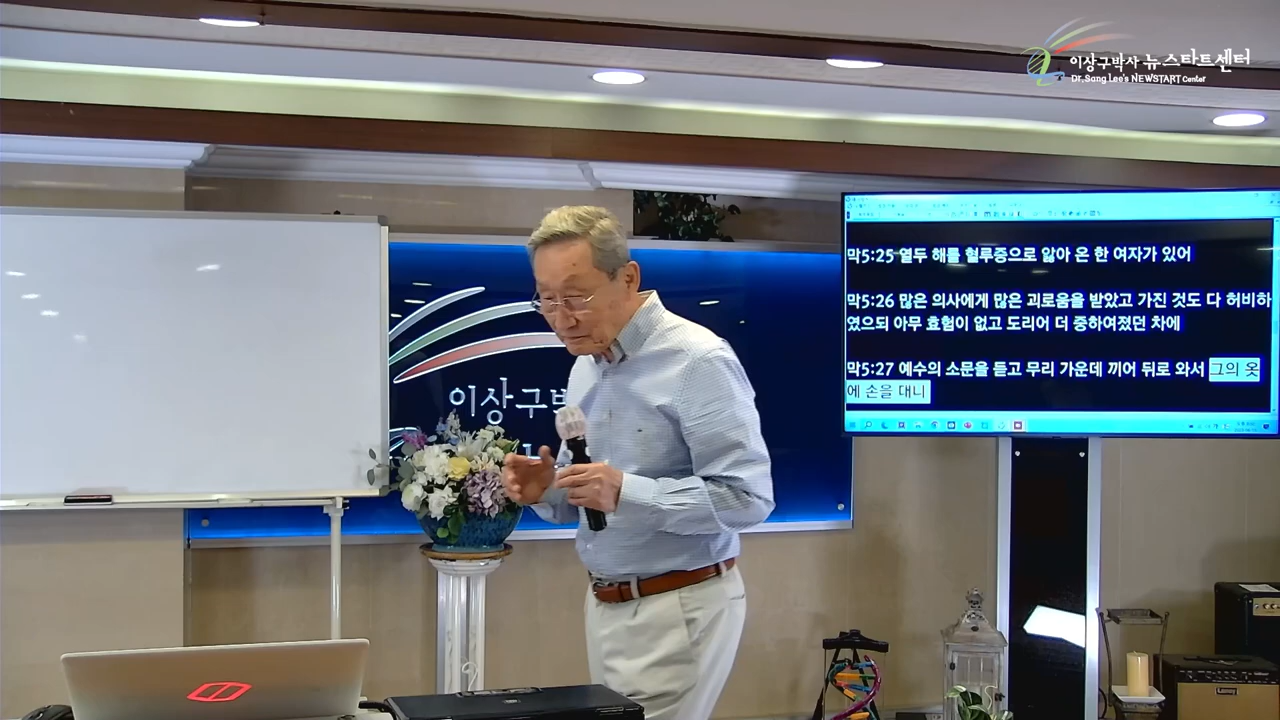 이상구박사 뉴스타트센터
Dr. Sang Lee's NEWSTART Center
막5:25 열두 해를 혈루증으로 앓아 온 한 여자가 있어
막5:26 많은 의사에게 많은 괴로움을 받았고 가진 것도 다 허비하
였으되 아무 효험이 없고 도리어 더 중하여졌던 차에
막5:27 예수의 소문을 듣고 무리 가운데 끼어 뒤로 와서 그의 옷
에 손을 대니
이상구
Laney